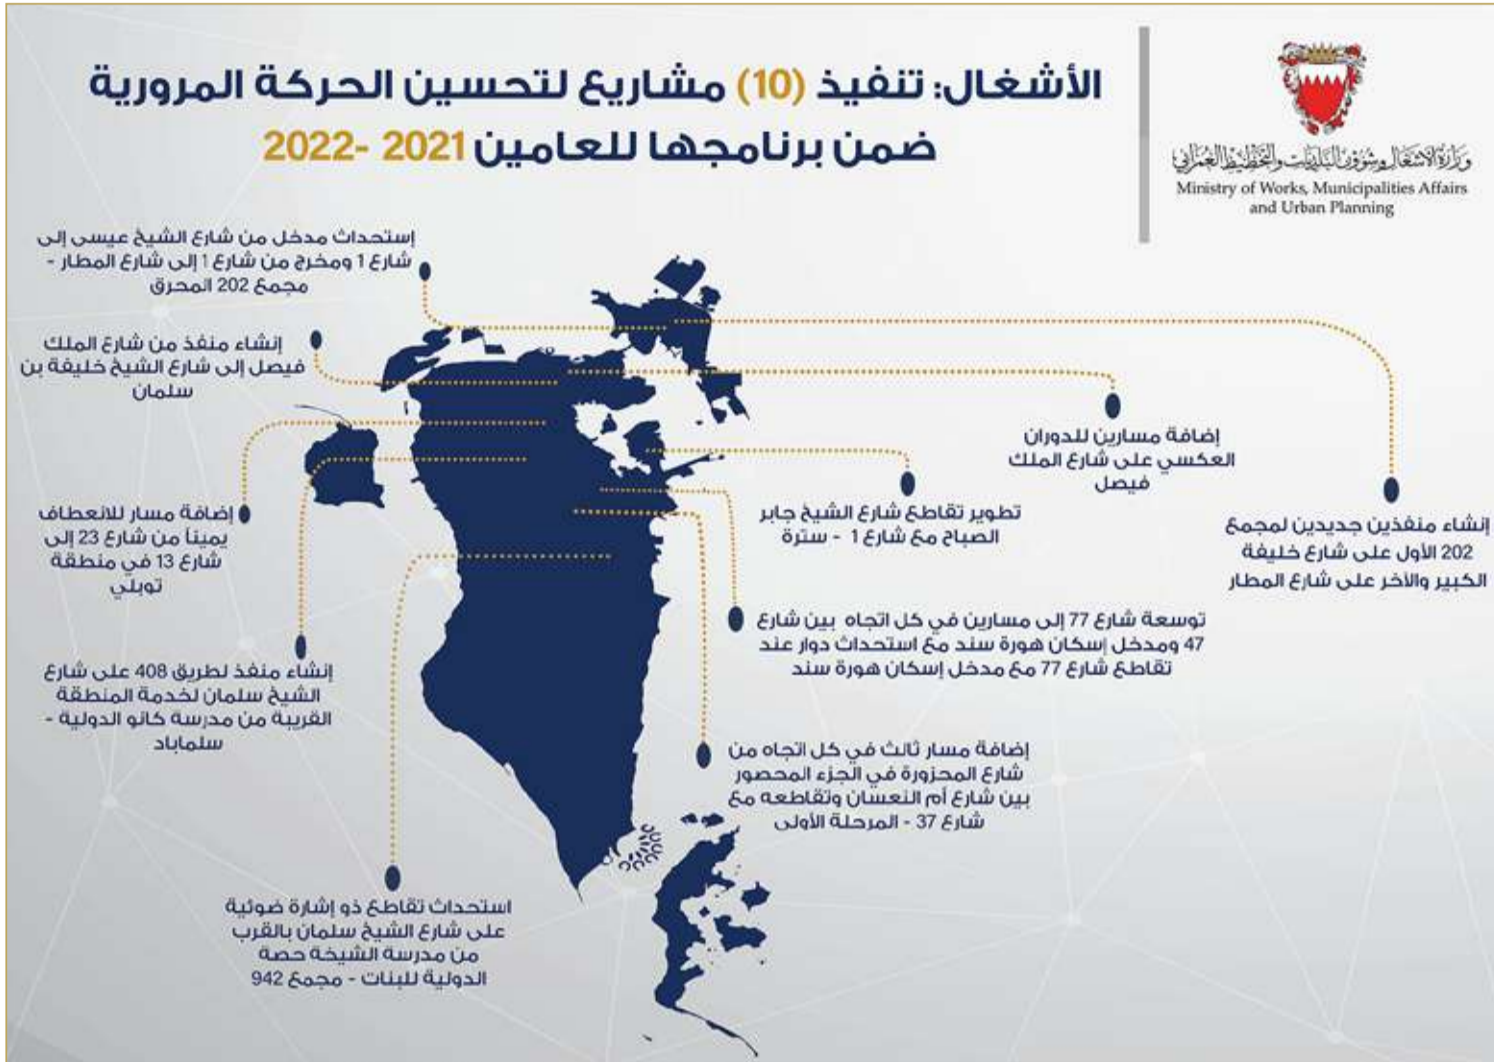 الأشغال: تنفيذ (10) مشاريع لتحسين الحركة المرورية
ضمن برنامجها للعامين 2021 -2022
وزارة الأشغال وشؤون البلديات والتخطيط العمراني
Ministry of Works, Municipalities Affairs
and Urban Planning
إستحداث مدخل من شارع الشيخ عيسى إلى
شارع 1 ومخرج من شارع 1 إلى شارع المطار -
مجمع 202 المحرق
إنشاء منفذ من شارع الملك
فيصل إلى شارع الشيخ خليفة بن
سلمان
إضافة مسار للانعطاف
يميناً من شارع 23 إلى
شارع 13 في منطقة
توبلي
إنشاء منفذ لطريق 408 على شارع
الشيخ سلمان لخدمة المنطقة
القريبة من مدرسة كانو الدولية -
سلماباد
استحداث تقاطع ذو إشارة ضوئية
على شارع الشيخ سلمان بالقرب
من مدرسة الشيخة حصة
الدولية للبنات - مجمع 942
إضافة مسارين للدوران
العكسي على شارع الملك
فيصل
إنشاء منفذين جديدين لمجمع
202 الأول على شارع خليفة
الكبير والأخر على شارع المطار
تطوير تقاطع شارع الشيخ جابر
الصباح مع شارع 1 - سترة
توسعة شارع 77 إلى مسارين في كل اتجاه بين شارع
47 ومدخل إسكان هورة سند مع استحداث دوار عند
تقاطع شارع 77 مع مدخل إسكان هورة سند
إضافة مسار ثالث في كل اتجاه من
شارع المحزورة في الجزء المحصور
بين شارع أم النعسان وتقاطعه مع
شارع 37 - المرحلة الأولى